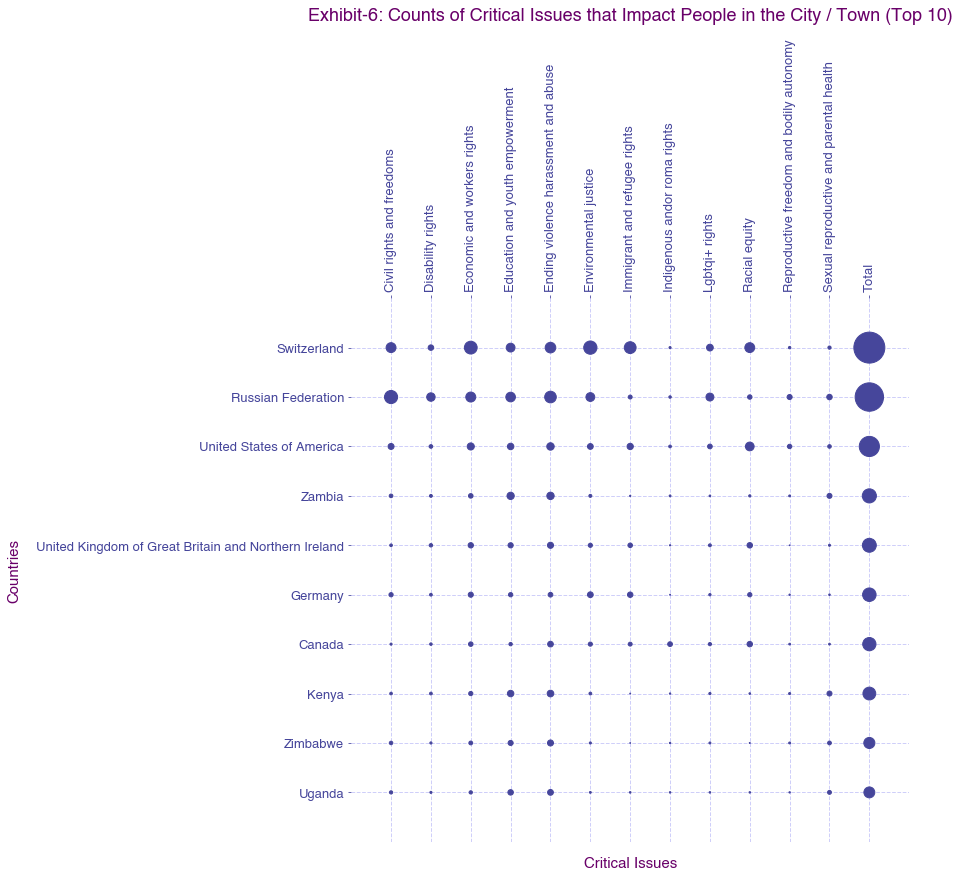 Exhibit-6: Counts of Critical Issues that Impact People in the City / Town (Top 10)
Civil rights and freedoms
Disability rights
Economic and workers rights
Education and youth empowerment
Ending violence harassment and abuse
Environmental justice
Immigrant and refugee rights
Indigenous andor roma rights
Lgbtqi+ rights
Racial equity
Reproductive freedom and bodily autonomy
Sexual reproductive and parental health
Total
Switzerland
Russian Federation
United States of America
Zambia
United Kingdom of Great Britain and Northern Ireland
Germany
Canada
Kenya
Zimbabwe
Uganda
Countries
Critical Issues